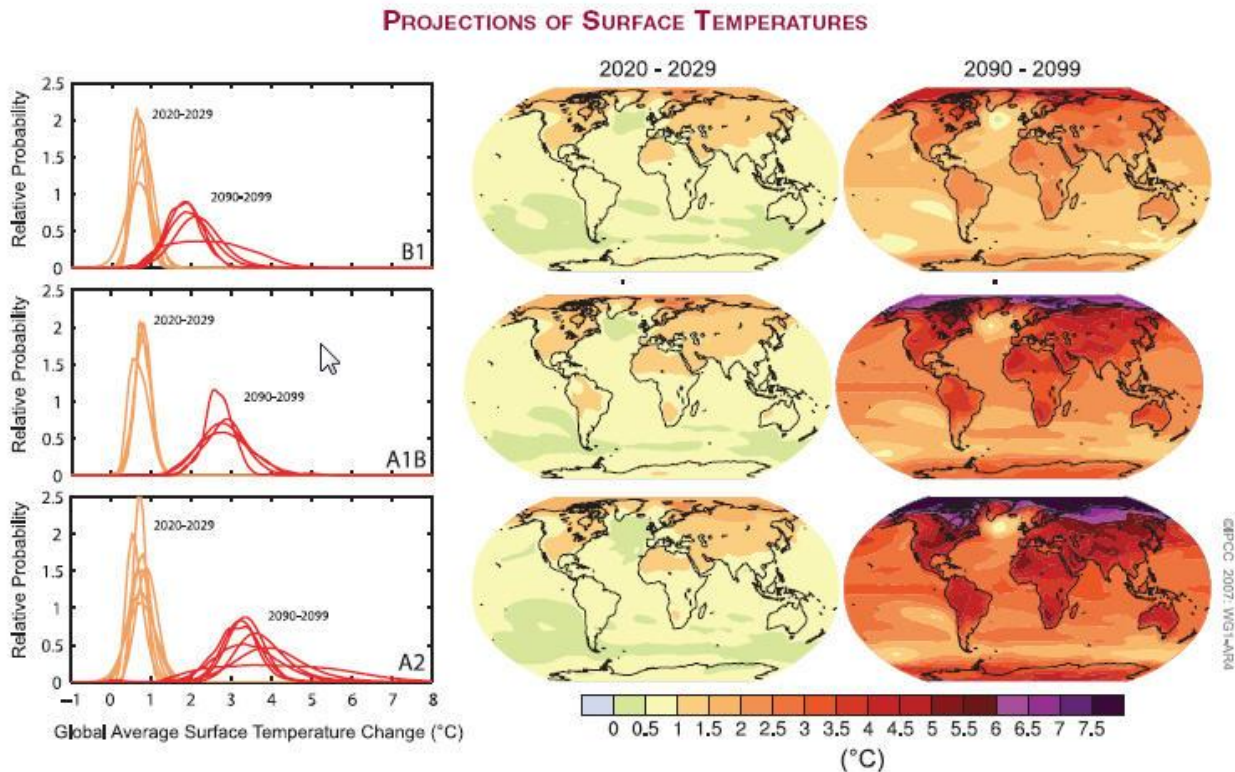 PROJECTIONS OF SURFACE TEMPERATURES
2020 - 2029
2090 - 2099
Relative Probability
2.5
2
1.5
1
0.5
0
2020-2029
2090-2099
B1
Relative Probability
2
1.5
1
0.5
0
2020-2029
2090-2099
A1B
Relative Probability
2.5
2
1.5
1
0.5
0
2020-2029
2090-2099
A2
–1 0 1 2 3 4 5 6 7 8
Global Average Surface Temperature Change (°C)
0 0.5 1 1.5 2 2.5 3 3.5 4 4.5 5 5.5 6 6.5 7 7.5
(°C)
©IPCC 2007: WG1-AR4